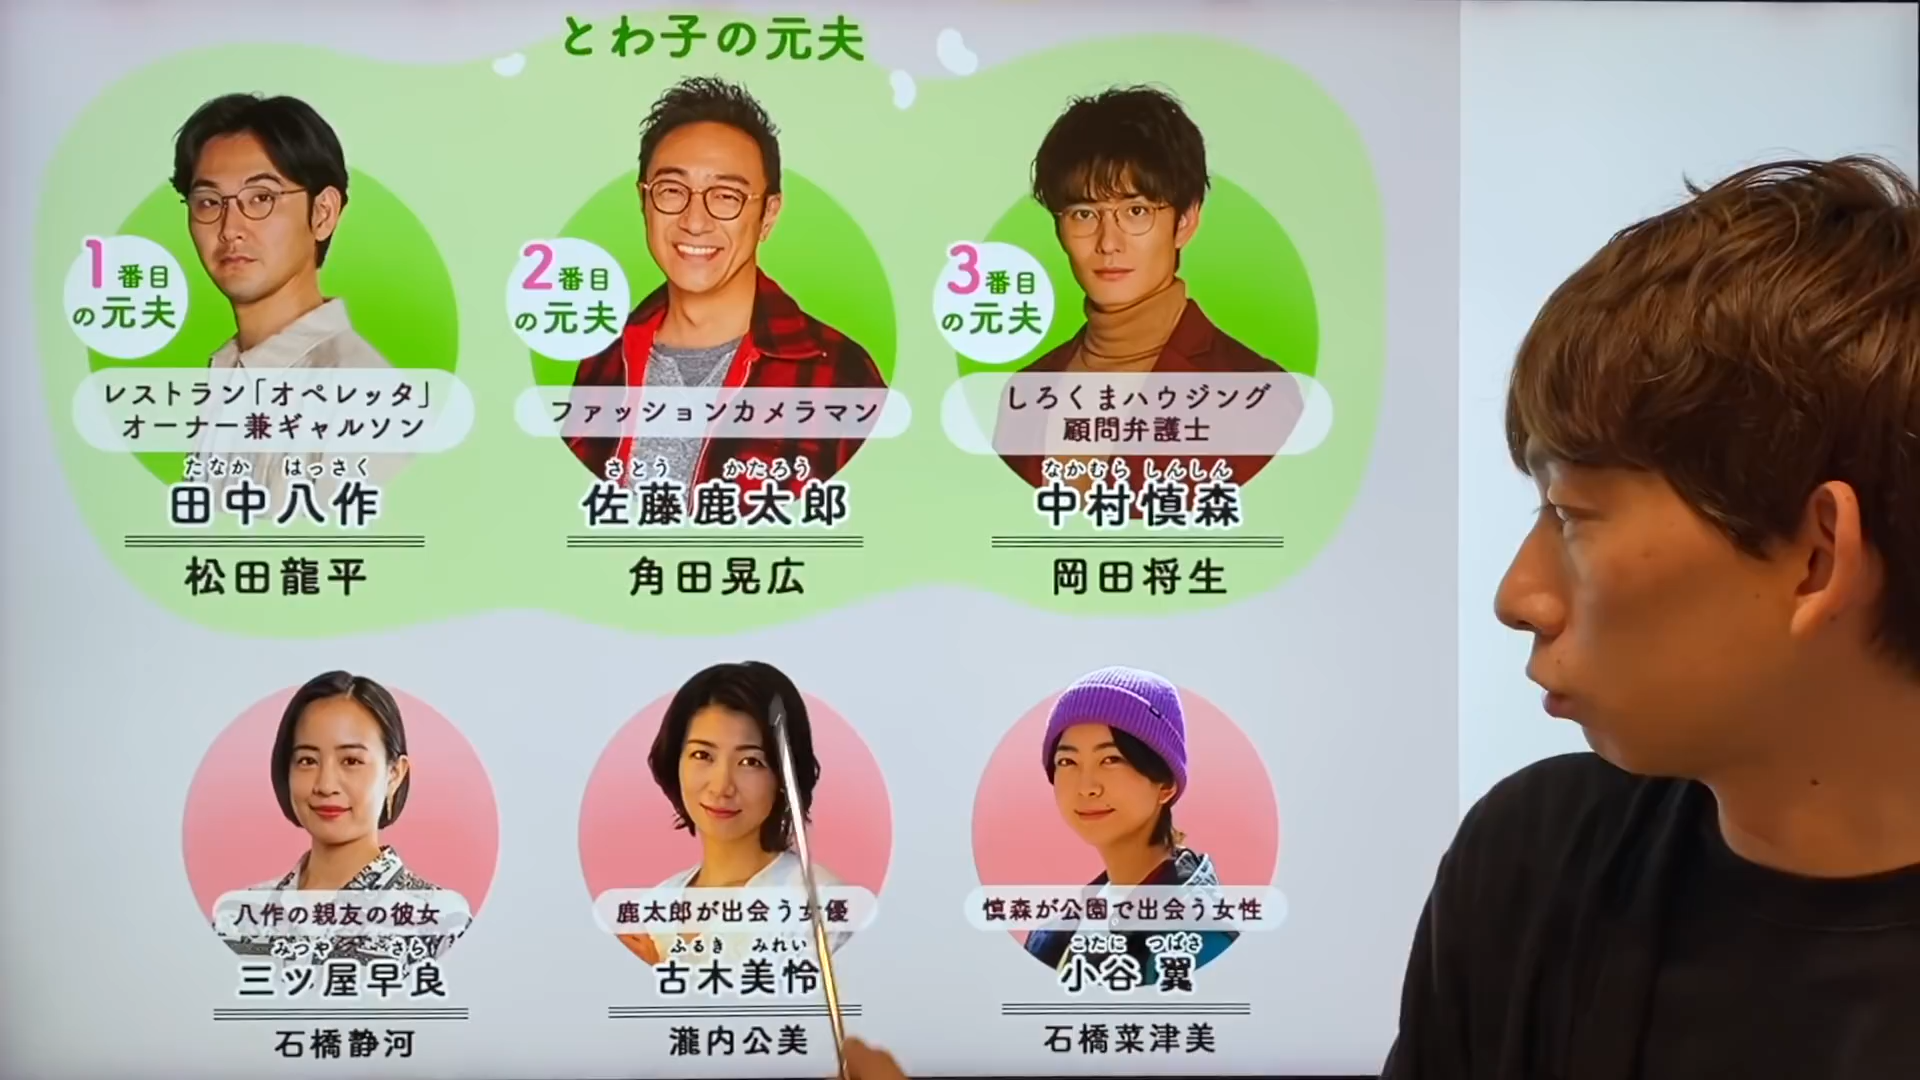 とわ子の元夫
1番目
の元夫
レストラン「オペレッタ」
オーナー兼ギャルソン
たなか はっさく
田中八作
松田龍平
2番目
の元夫
ファッションカメラマン
さとう かたろう
佐藤鹿太郎
角田晃広
3番目
の元夫
しろくまハウジング
顧問弁護士
なかむら しんしん
中村慎森
岡田将生
八作の親友の彼女
みつや さら
三ツ屋早良
石橋静河
鹿太郎が出会う女優
ふるき みれい
古木美怜
瀧内公美
慎森が公園で出会う女性
こたに つばさ
小谷 翼
石橋菜津美